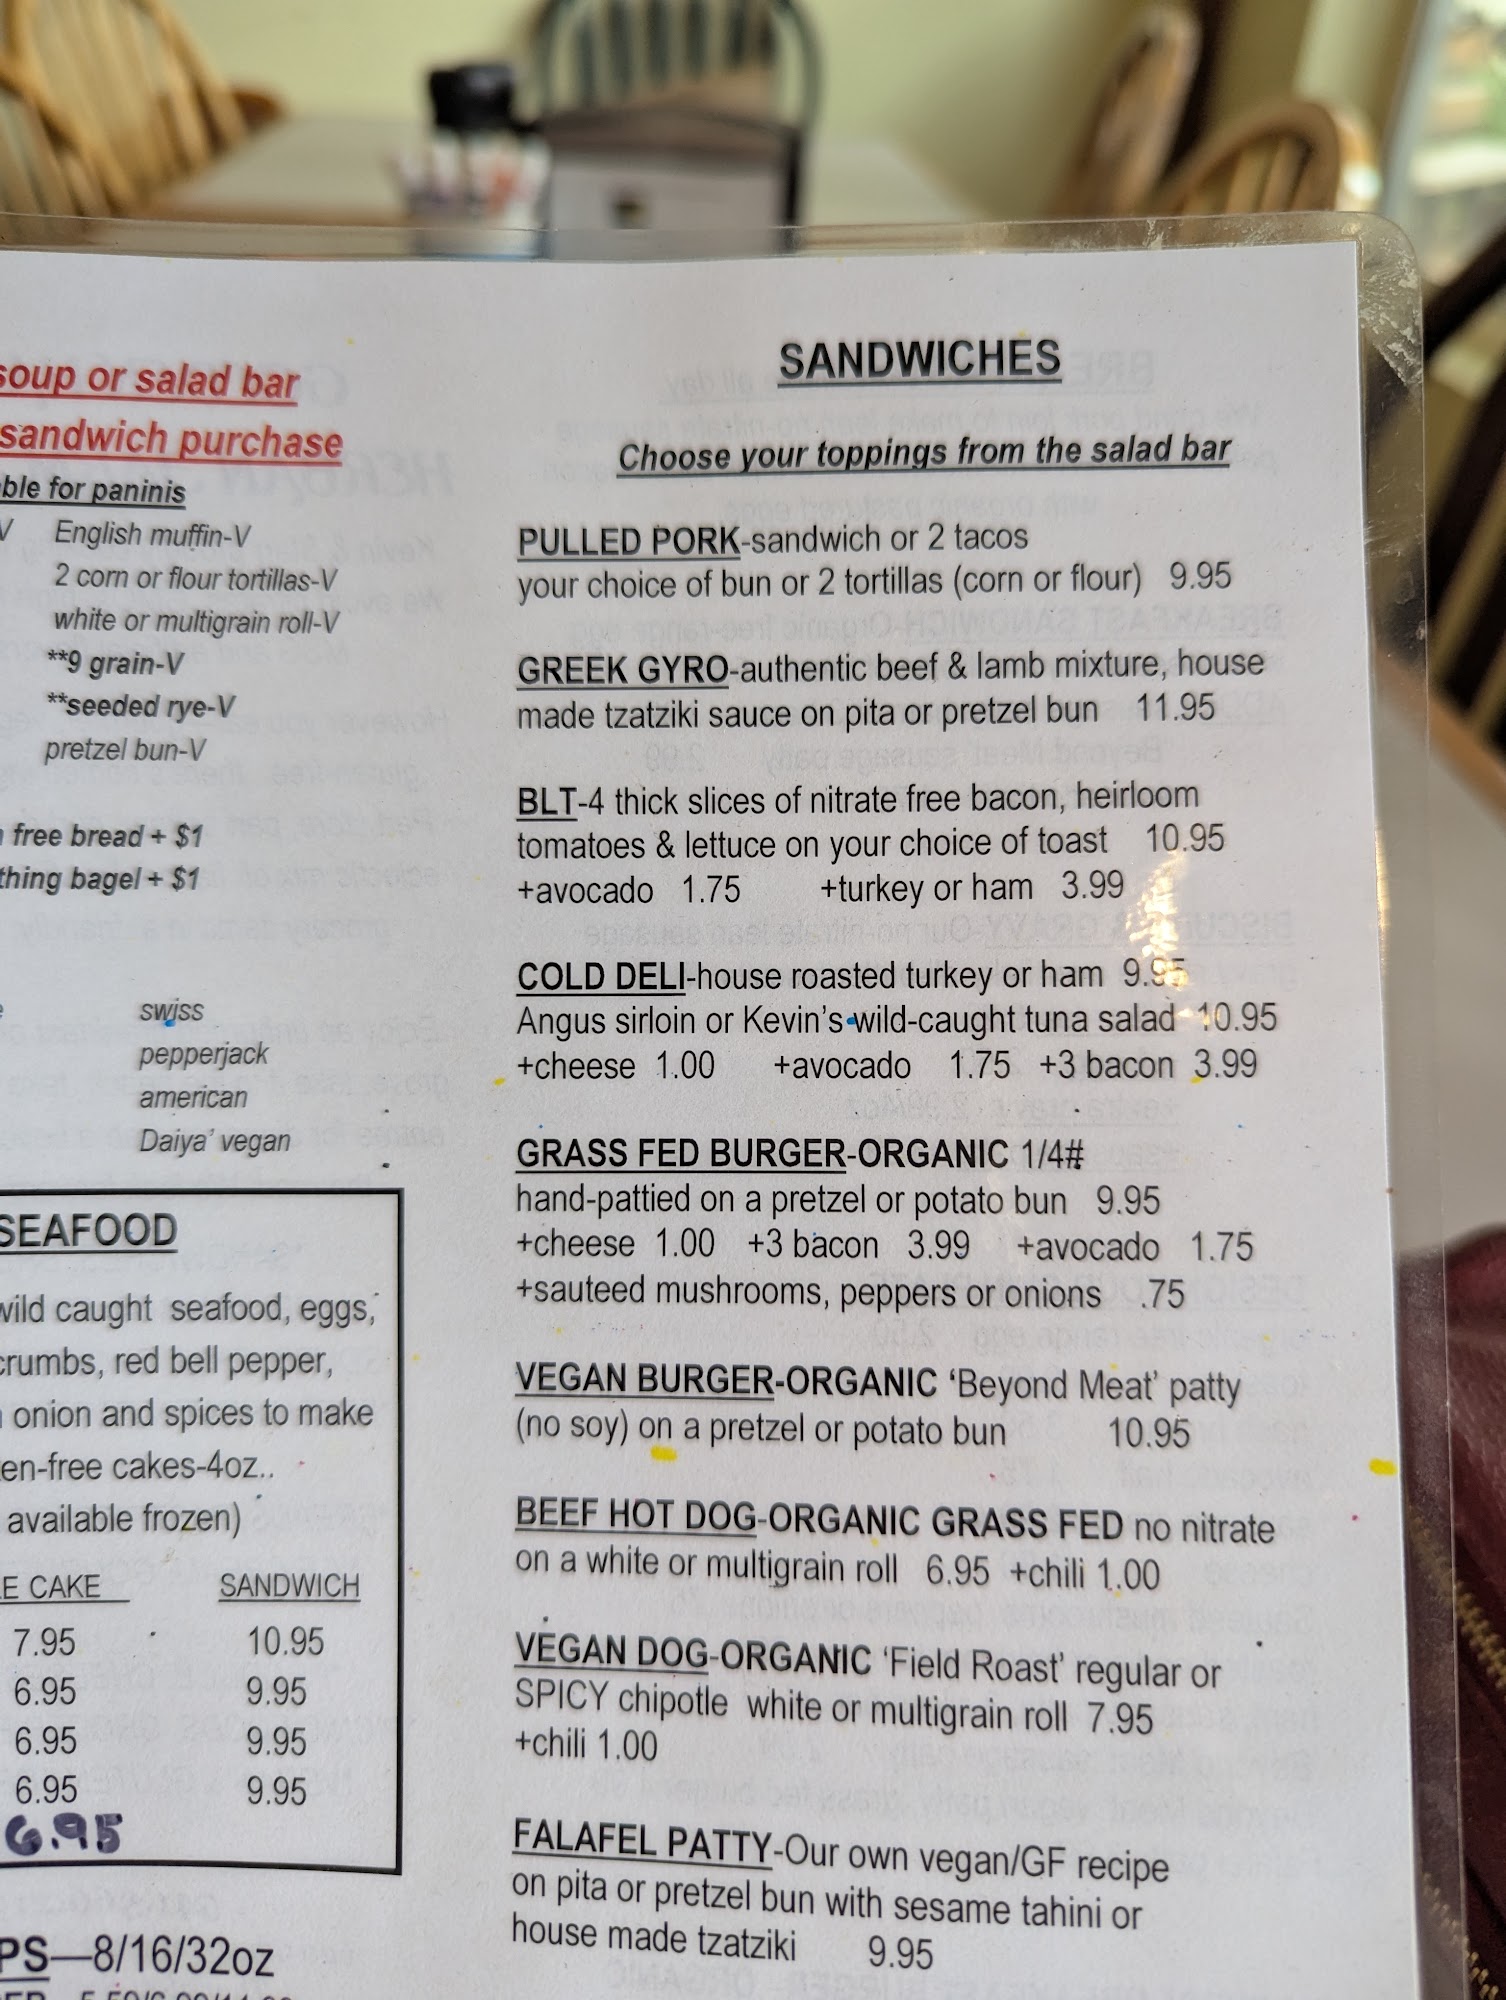 soup or salad bar
sandwich purchase
for paninis
V English muffin-V
2 corn or flour tortillas-V
white or multigrain roll-V
**9 grain-V
**seeded rye-V
pretzel bun-V
free bread + $1
bagel + $1
swiss
pepperjack
american
Daiya' vegan
SEAFOOD
wild caught seafood, eggs,
crumbs, red bell pepper,
onion and spices to make
cakes-4oz..
available frozen)
CAKE SANDWICH
7.95 10.95
6.95 9.95
6.95 9.95
6.95 9.95
6.95
8/16/32oz
SANDWICHES
Choose your toppings from the salad bar
PULLED PORK-sandwich or 2 tacos
your choice of bun or 2 tortillas (corn or flour) 9.95
GREEK GYRO-authentic beef & lamb mixture, house
made tzatziki sauce on pita or pretzel bun 11.95
BLT-4 thick slices of nitrate free bacon, heirloom
tomatoes & lettuce on your choice of toast 10.95
+avocado 1.75 +turkey or ham 3.99
COLD DELI-house roasted turkey or ham 9.95
Angus sirloin or Kevin's wild-caught tuna salad 10.95
+cheese 1.00 +avocado 1.75 +3 bacon 3.99
GRASS FED BURGER-ORGANIC 1/4#
hand-pattied on a pretzel or potato bun 9.95
+cheese 1.00 +3 bacon 3.99 +avocado 1.75
+sauteed mushrooms, peppers or onions .75
VEGAN BURGER-ORGANIC 'Beyond Meat' patty
(no soy) on a pretzel or potato bun 10.95
BEEF HOT DOG-ORGANIC GRASS FED no nitrate
on a white or multigrain roll 6.95 +chili 1.00
VEGAN DOG-ORGANIC 'Field Roast' regular or
SPICY chipotle white or multigrain roll 7.95
+chili 1.00
FALAFEL PATTY-Our own vegan/GF recipe
on pita or pretzel bun with sesame tahini or
house made tzatziki 9.95